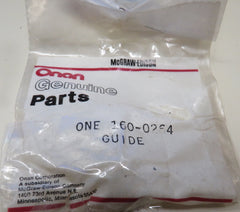 McGRAW-EDISON
Onan
Genuine
Parts
ONE 160-0264
GUIDE
Onan Corporation
A subsidiary of
McGraw-Edison Company
1400 73rd Avenue N.E.
Minneapolis, Minnesota